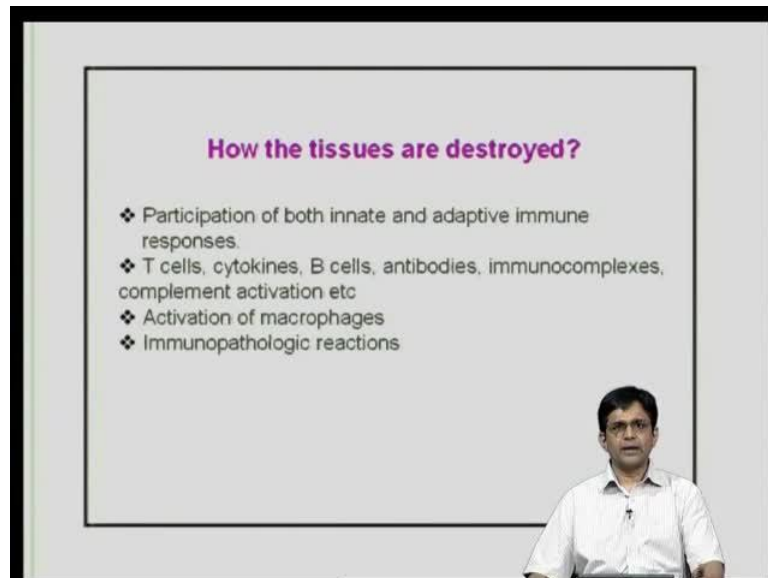 How the tissues are destroyed?
❖ Participation of both innate and adaptive immune
responses.
❖ T cells, cytokines, B cells, antibodies, immunocomplexes,
complement activation etc
❖ Activation of macrophages
❖ Immunopathologic reactions